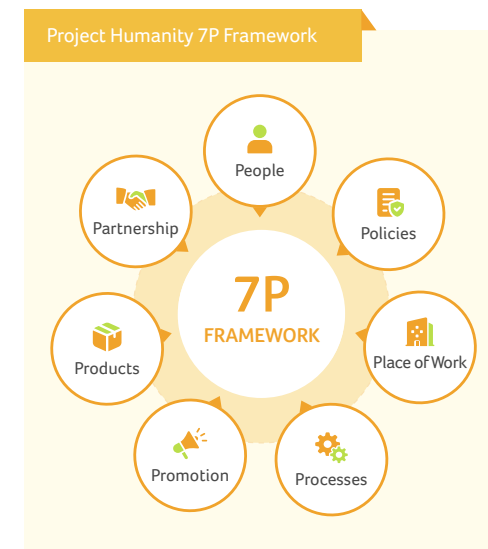 Project Humanity 7P Framework
People
Policies
Place of Work
Processes
Promotion
Products
Partnership
7P
FRAMEWORK